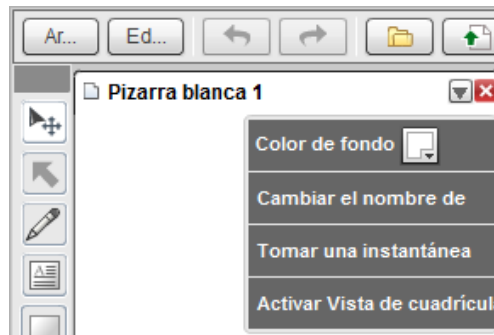 Ar... Ed...
Pizarra blanca 1
Color de fondo
Cambiar el nombre de
Tomar una instantánea
Activar Vista de cuadrícul